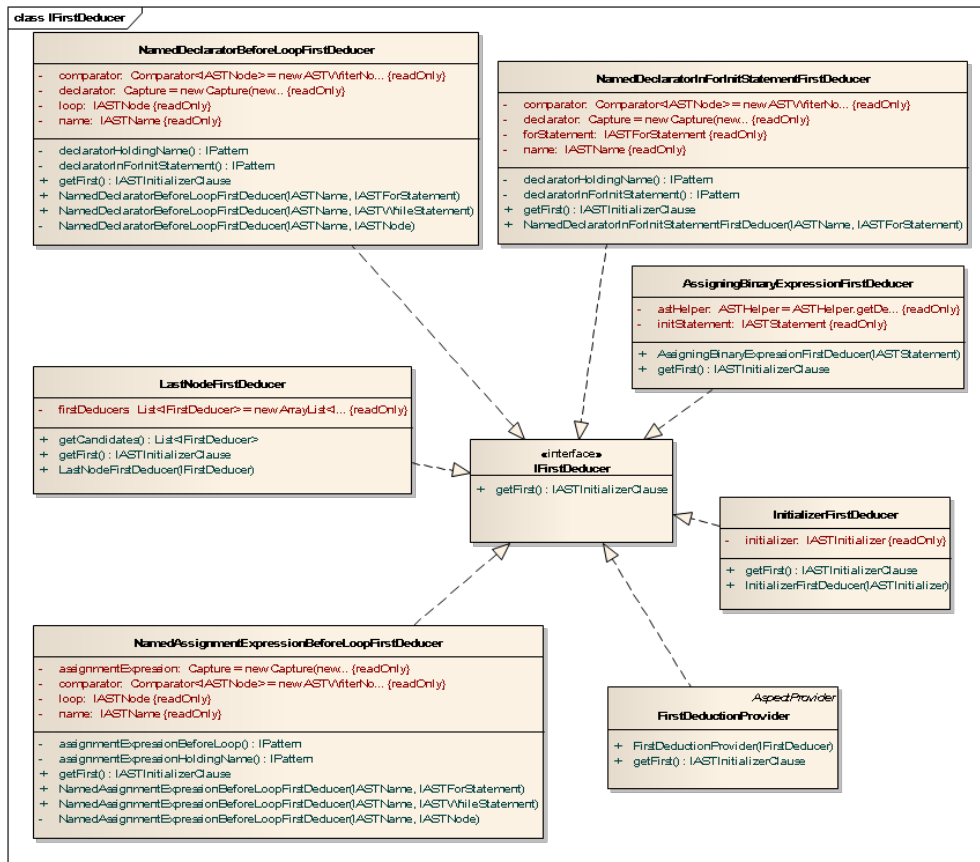 class IFirstDeducer
NamedDeclaratorBeforeLoopFirstDeducer
- comparator: Comparator<IASTNode> = new ASTWriterNo... {readOnly}
- declarator: Capture = new Capture(new... {readOnly}
- loop: IASTNode {readOnly}
- name: IASTName {readOnly}
- declaratorHoldingName() : IPattern
- declaratorInForInitStatement() : IPattern
+ getFirst() : IASTInitializerClause
+ NamedDeclaratorBeforeLoopFirstDeducer(IASTName, IASTForStatement)
+ NamedDeclaratorBeforeLoopFirstDeducer(IASTName, IASTWhileStatement)
- NamedDeclaratorBeforeLoopFirstDeducer(IASTName, IASTNode)
NamedDeclaratorInForInitStatementFirstDeducer
- comparator: Comparator<IASTNode> = new ASTWriterNo... {readOnly}
- declarator: Capture = new Capture(new... {readOnly}
- forStatement: IASTForStatement {readOnly}
- name: IASTName {readOnly}
- declaratorHoldingName() : IPattern
- declaratorInForInitStatement() : IPattern
+ getFirst() : IASTInitializerClause
+ NamedDeclaratorInForInitStatementFirstDeducer(IASTName, IASTForStatement)
AssigningBinaryExpressionFirstDeducer
- astHelper: ASTHelper = ASTHelper.getDe... {readOnly}
- initStatement: IASTStatement {readOnly}
+ AssigningBinaryExpressionFirstDeducer(IASTStatement)
+ getFirst() : IASTInitializerClause
LastNodeFirstDeducer
- firstDeducers List<IFirstDeducer> = new ArrayList<I... {readOnly}
+ getCandidates() : List<IFirstDeducer>
+ getFirst() : IASTInitializerClause
+ LastNodeFirstDeducer(IFirstDeducer)
«interface»
IFirstDeducer
+ getFirst() : IASTInitializerClause
InitializerFirstDeducer
- initializer: IASTInitializer {readOnly}
+ getFirst() : IASTInitializerClause
+ InitializerFirstDeducer(IASTInitializer)
NamedAssignmentExpressionBeforeLoopFirstDeducer
- assignmentExpression: Capture = new Capture(new... {readOnly}
- comparator: Comparator<IASTNode> = new ASTWriterNo... {readOnly}
- loop: IASTNode {readOnly}
- name: IASTName {readOnly}
- assignmentExpressionBeforeLoop() : IPattern
- assignmentExpressionHoldingName() : IPattern
+ getFirst() : IASTInitializerClause
+ NamedAssignmentExpressionBeforeLoopFirstDeducer(IASTName, IASTForStatement)
+ NamedAssignmentExpressionBeforeLoopFirstDeducer(IASTName, IASTWhileStatement)
- NamedAssignmentExpressionBeforeLoopFirstDeducer(IASTName, IASTNode)
AspectProvider
FirstDeductionProvider
+ FirstDeductionProvider(IFirstDeducer)
+ getFirst() : IASTInitializerClause